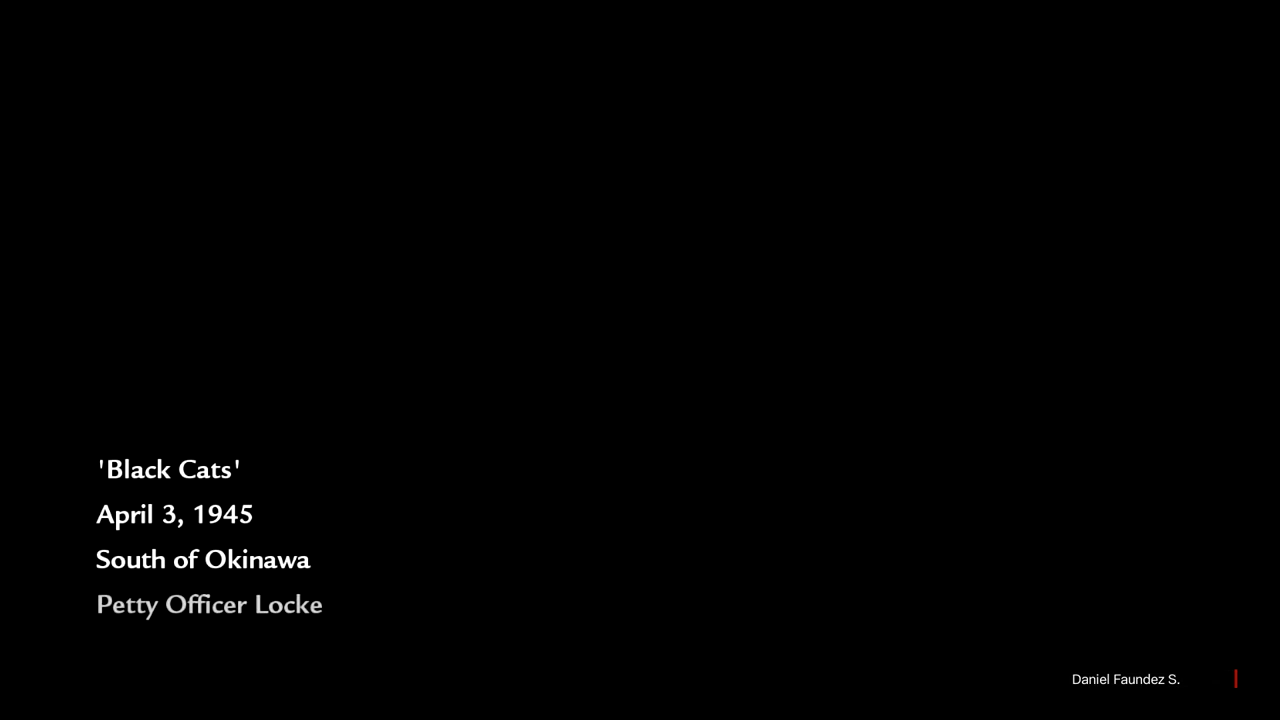 'Black Cats'
April 3, 1945
South of Okinawa
Petty Officer Locke
Daniel Faundez S.